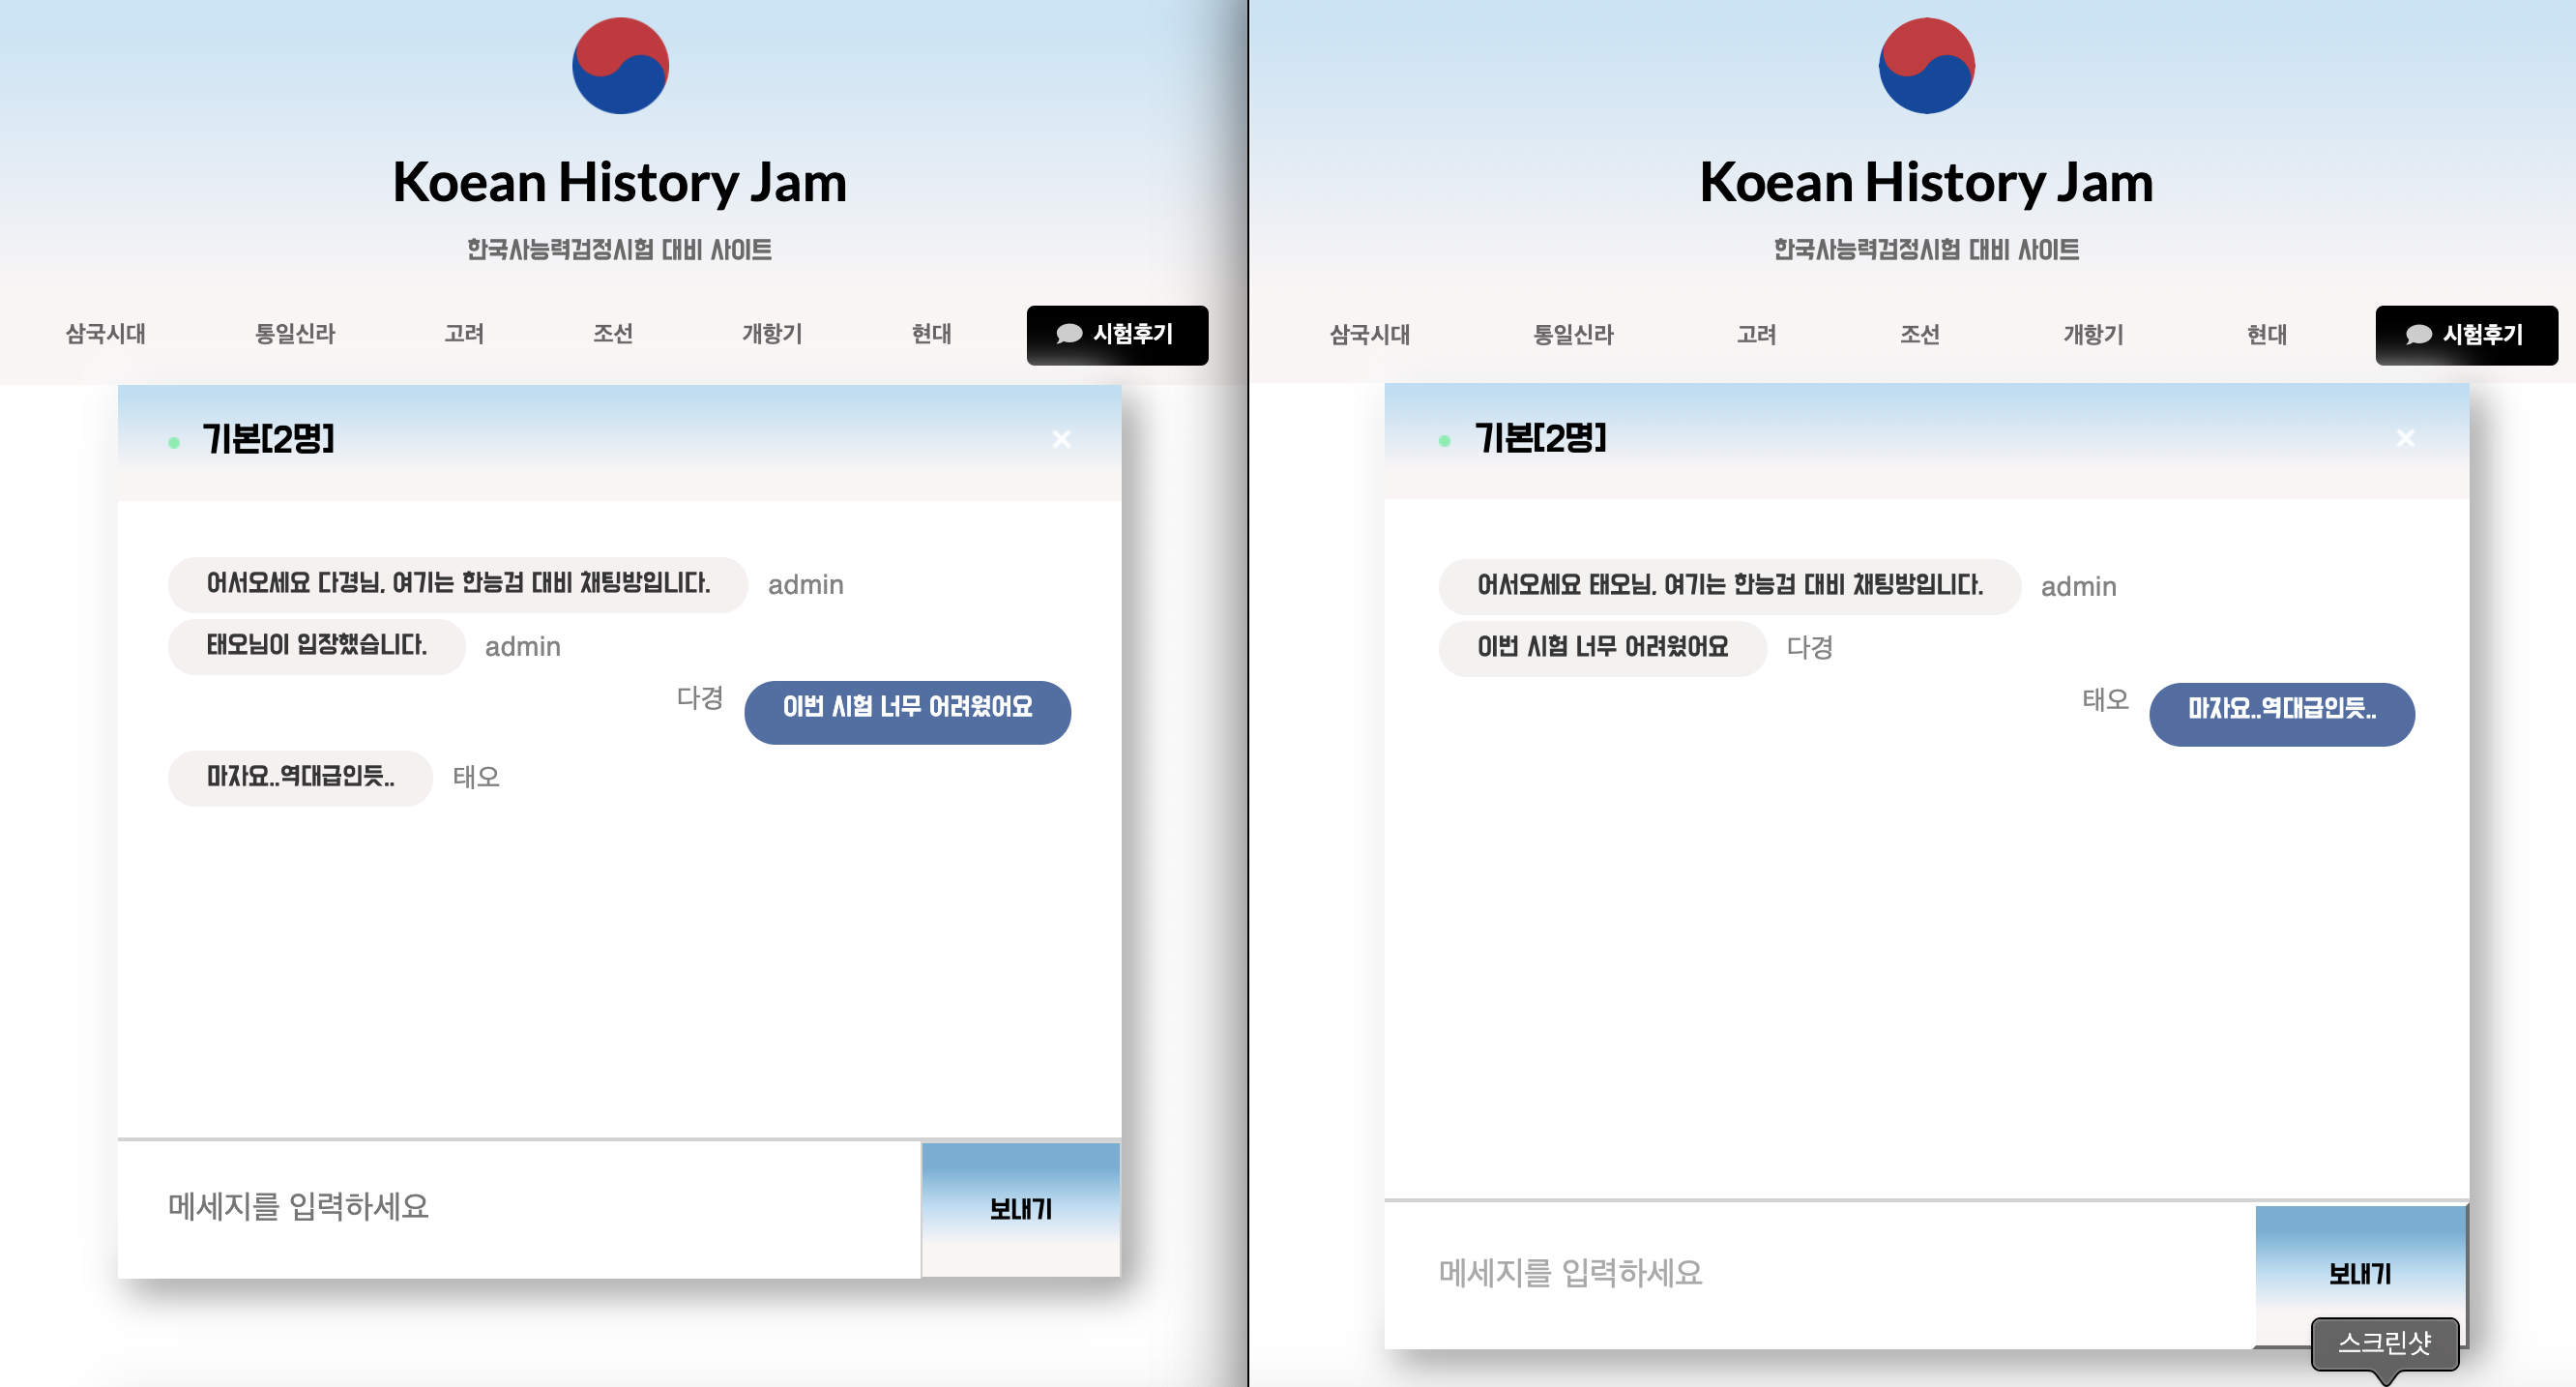 Koean History Jam
한국사능력검정시험 대비 사이트
삼국시대 통일신라 고려 조선 개항기 현대 시험후기
기본[2명] ×
어서오세요 다경님, 여기는 한능검 대비 채팅방입니다. admin
태오님이 입장했습니다. admin
다경 이번 시험 너무 어려웠어요
마자요..역대급인듯.. 태오
메세지를 입력하세요 보내기
Koean History Jam
한국사능력검정시험 대비 사이트
삼국시대 통일신라 고려 조선 개항기 현대 시험후기
기본[2명] ×
어서오세요 태오님, 여기는 한능검 대비 채팅방입니다. admin
이번 시험 너무 어려웠어요 다경
태오 마자요..역대급인듯..
메세지를 입력하세요 보내기
스크린샷